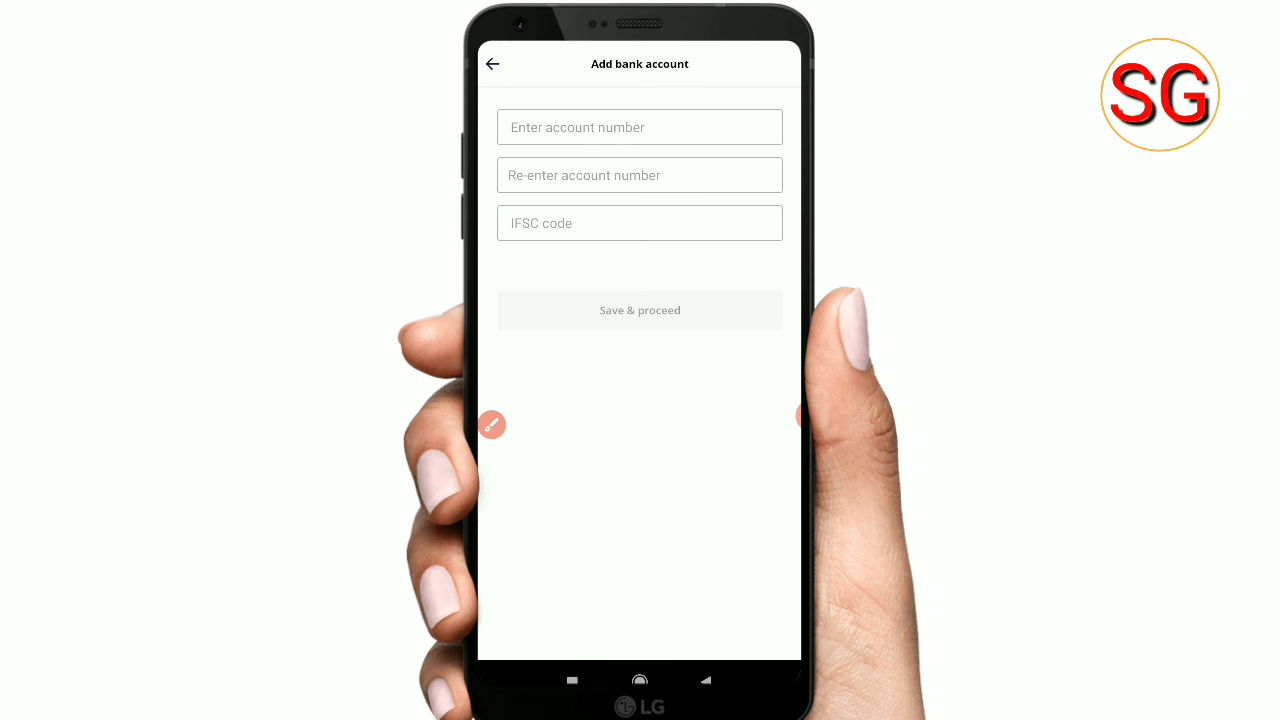 Add bank account
SG
Enter account number
Re-enter account number
IFSC code
Save & proceed
LG